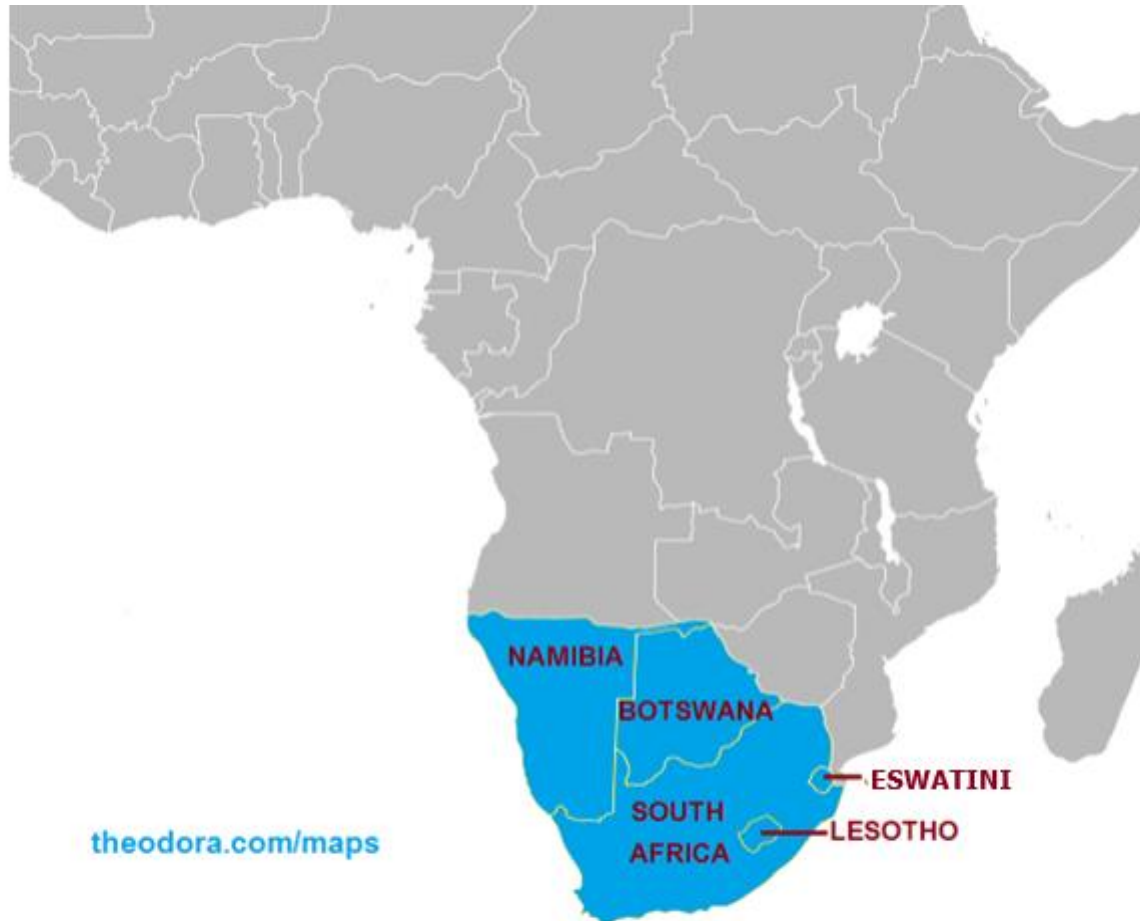 NAMIBIA
BOTSWANA
ESWATINI
SOUTH
AFRICA
LESOTHO
theodora.com/maps